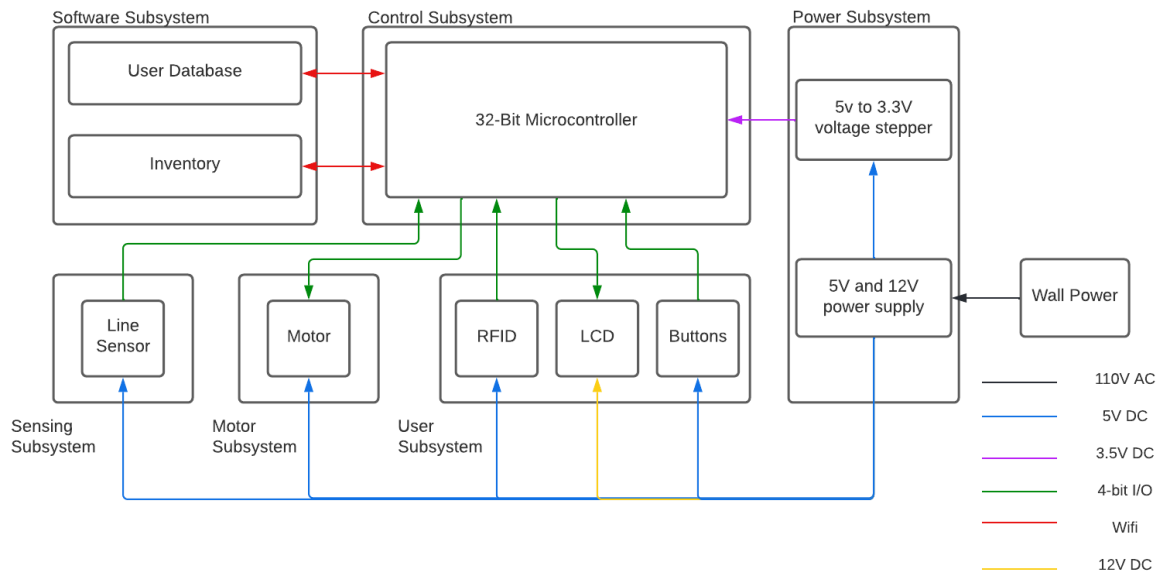 Software Subsystem
Control Subsystem
Power Subsystem
User Database
Inventory
32-Bit Microcontroller
5v to 3.3V
voltage stepper
5V and 12V
power supply
Wall Power
Line
Sensor
Motor
RFID
LCD
Buttons
Sensing
Subsystem
Motor
Subsystem
User
Subsystem
110V AC
5V DC
3.5V DC
4-bit I/O
Wifi
12V DC